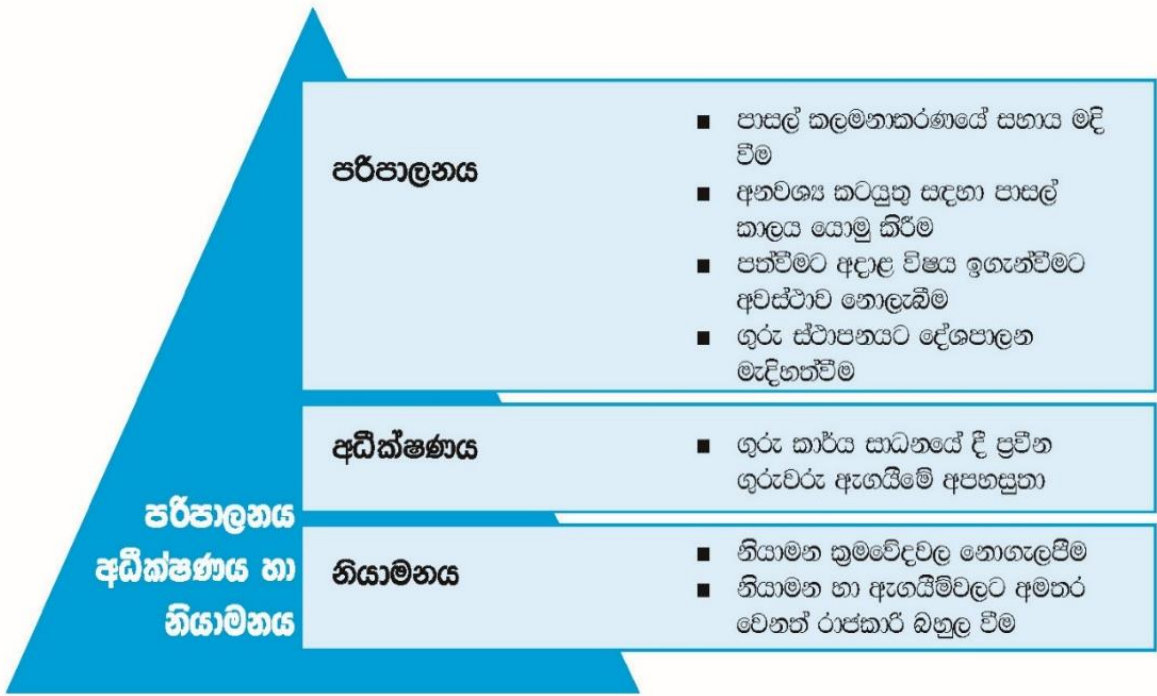 පරිපාලනය
■ පාසල් කලමනාකරණයේ සහාය මදි
වීම
■ අනවශ්‍ය කටයුතු සඳහා පාසල්
කාලය යොමු කිරීම
■ පත්වීමට අදාළ විෂය ඉගැන්වීමට
අවස්ථාව නොලැබීම
■ ගුරු ස්ථාපනයට දේශපාලන
මැදිහත්වීම
අධීක්ෂණය
■ ගුරු කාර්ය සාධනයේ දී ප්‍රවීන
ගුරුවරු ඇගයීමේ අපහසුතා
නියාමනය
■ නියාමන ක්‍රමවේදවල නොගැලපීම
■ නියාමන හා ඇගයීම්වලට අමතර
වෙනත් රාජකාරි බහුල වීම
පරිපාලනය
අධීක්ෂණය හා
නියාමනය